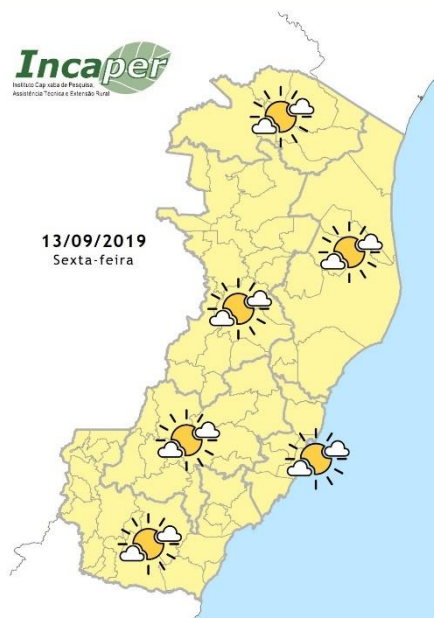 Incaper
Instituto Capixaba de Pesquisa,
Assistência Técnica e Extensão Rural
13/09/2019
Sexta-feira